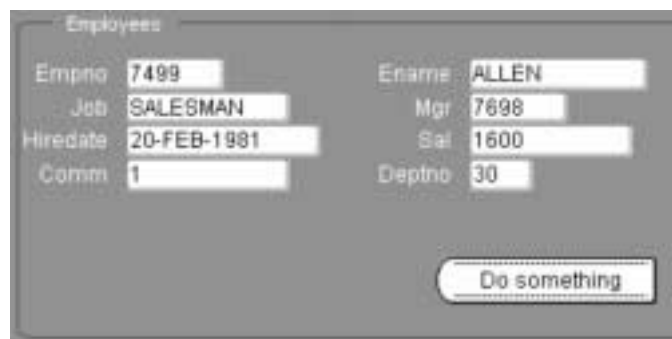 Employees
Empno 7499 Ename ALLEN
Job SALESMAN Mgr 7698
Hiredate 20-FEB-1981 Sal 1600
Comm 1 Deptno 30
Do something